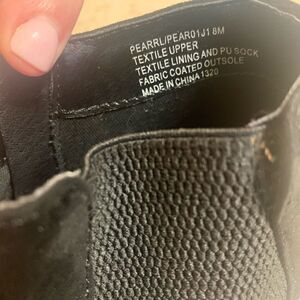 PEARRL/PEAR01J1 8M
TEXTILE UPPER
TEXTILE LINING AND PU SOCK
FABRIC COATED OUTSOLE
MADE IN CHINA 1320